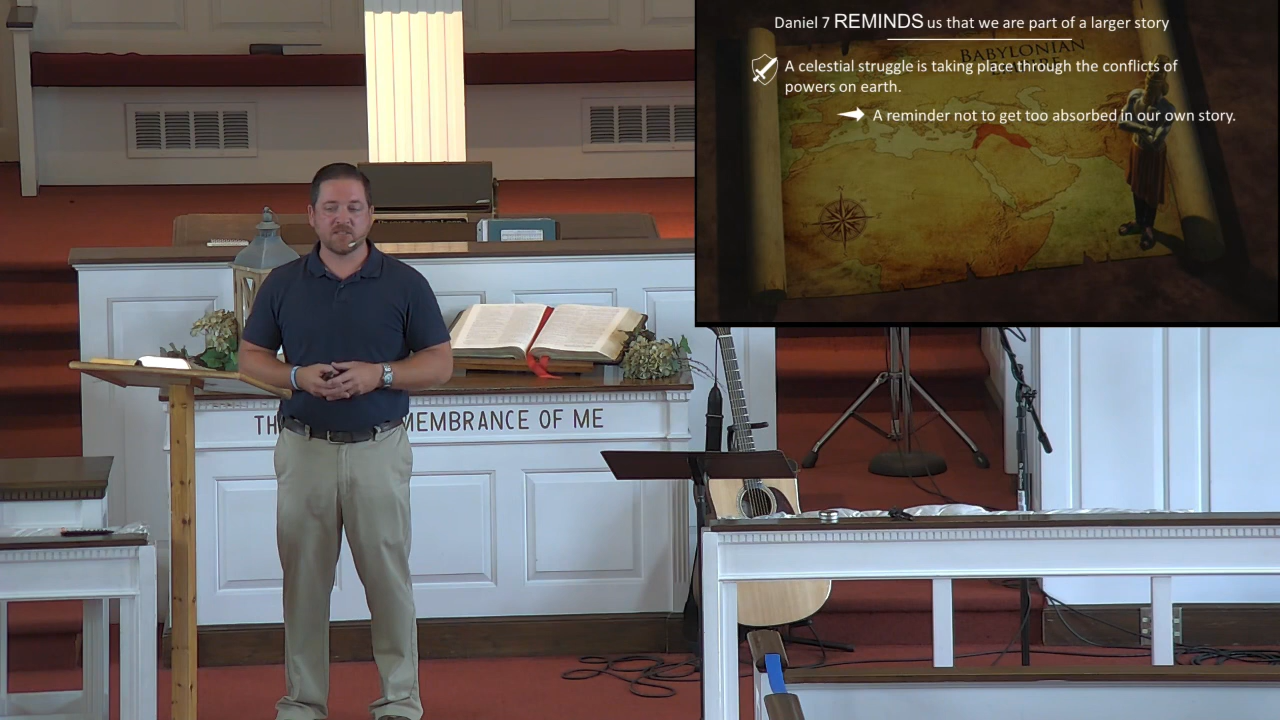 Daniel 7 REMINDS us that we are part of a larger story
BABYLONIAN
A celestial struggle is taking place through the conflicts of
powers on earth.
A reminder not to get too absorbed in our own story.
TH MEMBRANCE OF ME